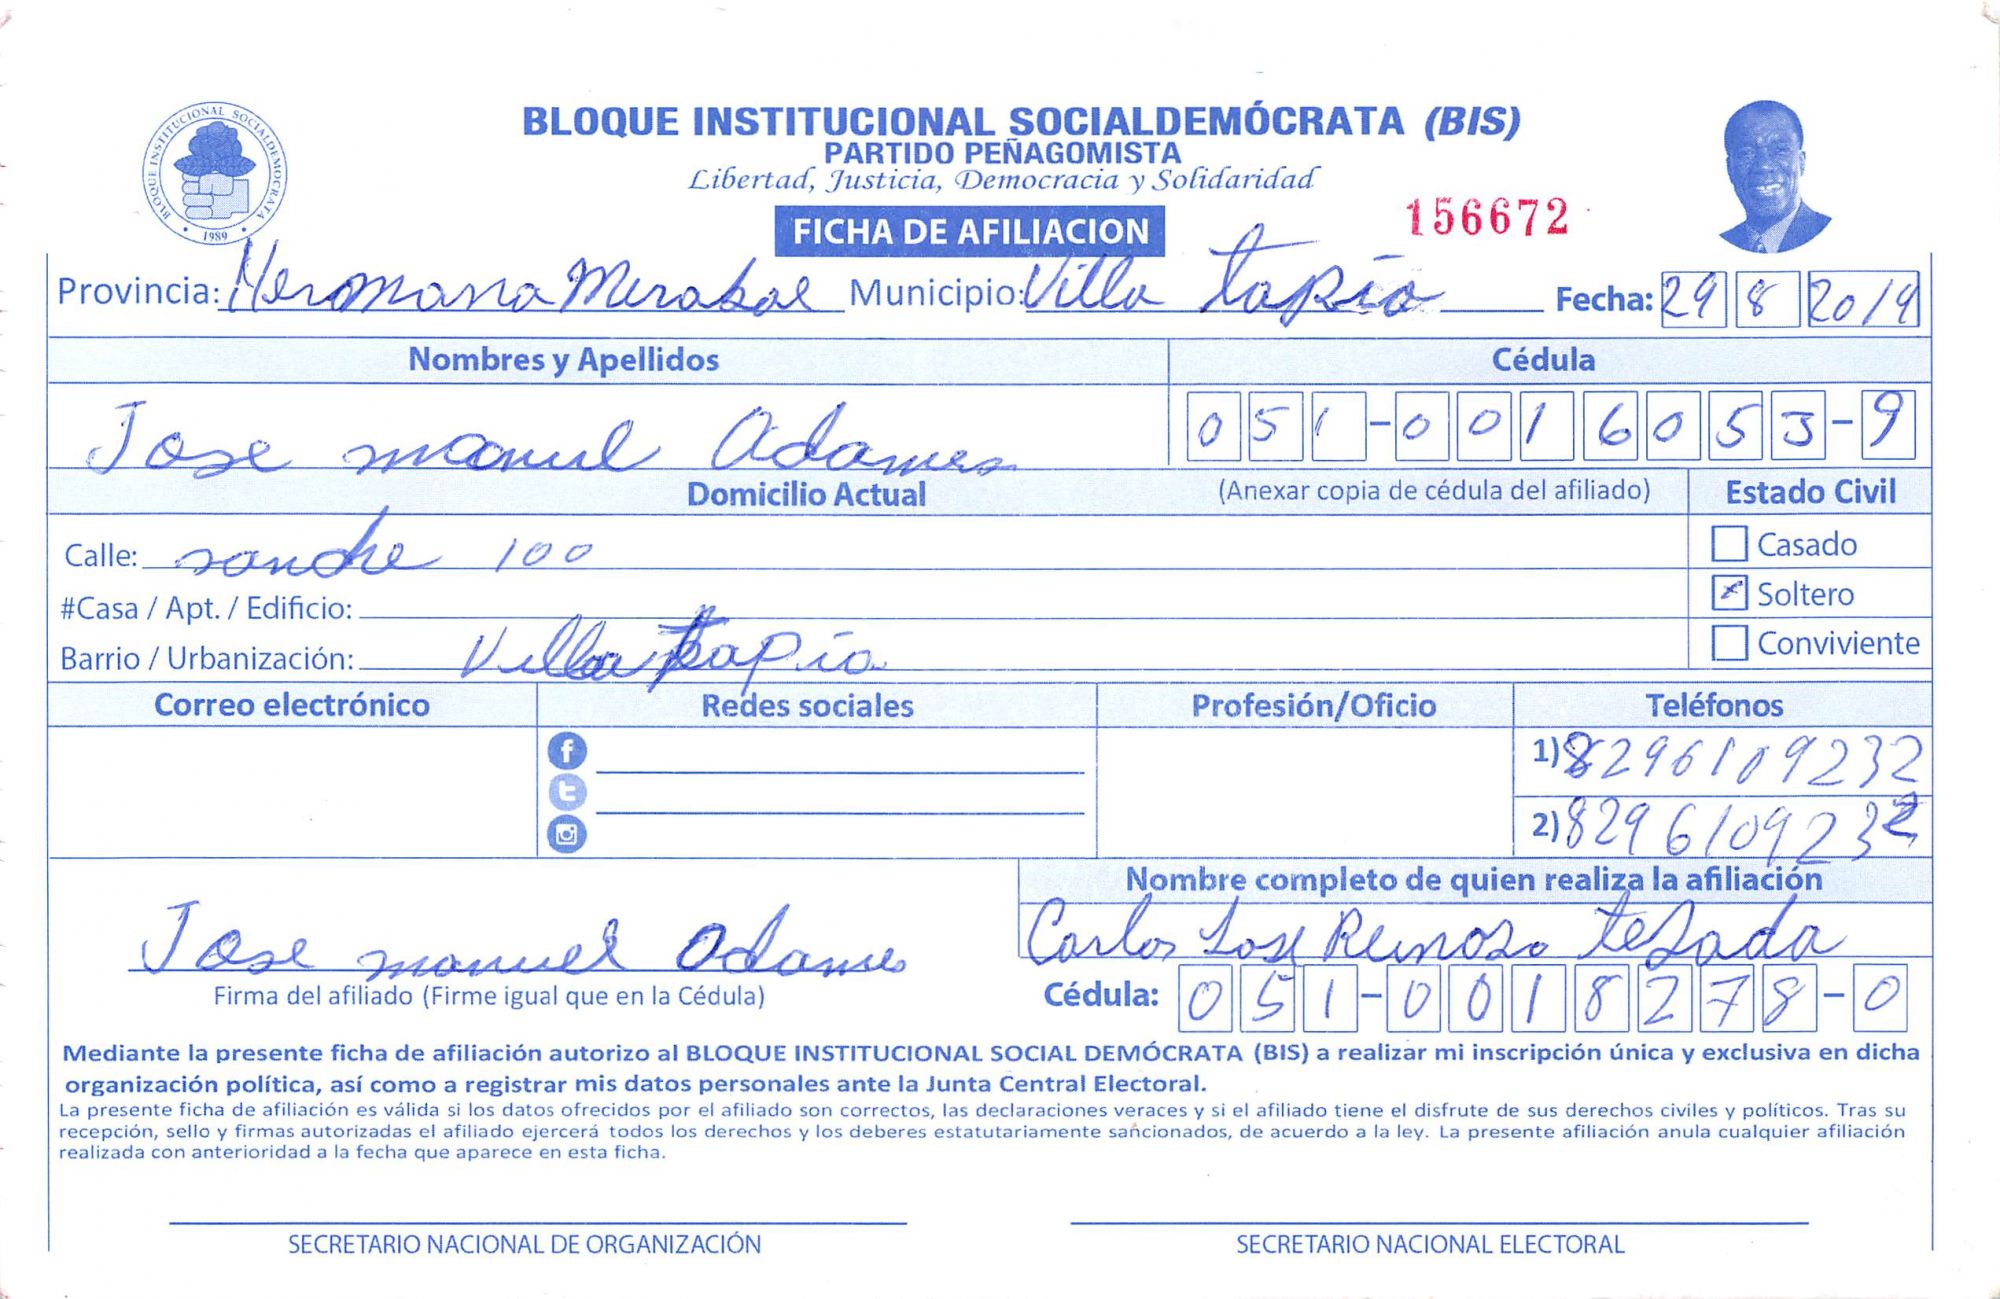 BLOQUE INSTITUCIONAL SOCIALDEMÓCRATA (BIS)
PARTIDO PEÑAGOMISTA
Libertad, Justicia, Democracia y Solidaridad
BLOQUE INSTITUCIONAL SOCIALDEMOCRATA
1989
FICHA DE AFILIACION
156672
Provincia: Hermana Mirabal Municipio: Villa tapia Fecha: 29 8 2019
Nombres y Apellidos Cédula
Jose manuel Adames 051-0016053-9
Domicilio Actual (Anexar copia de cédula del afiliado) Estado Civil
Calle: sanche 100 Casado
#Casa / Apt. / Edificio: Soltero
Barrio / Urbanización: Villa tapia Conviviente
Correo electrónico Redes sociales Profesión/Oficio Teléfonos
1) 8296109232
2) 8296109232
Nombre completo de quien realiza la afiliación
Jose manuel Adames Carlos Jose Reinoso tejada
Firma del afiliado (Firme igual que en la Cédula) Cédula: 051-0018278-0
Mediante la presente ficha de afiliación autorizo al BLOQUE INSTITUCIONAL SOCIAL DEMÓCRATA (BIS) a realizar mi inscripción única y exclusiva en dicha
organización política, así como a registrar mis datos personales ante la Junta Central Electoral.
La presente ficha de afiliación es válida si los datos ofrecidos por el afiliado son correctos, las declaraciones veraces y si el afiliado tiene el disfrute de sus derechos civiles y políticos. Tras su
recepción, sello y firmas autorizadas el afiliado ejercerá todos los derechos y los deberes estatutariamente sancionados, de acuerdo a la ley. La presente afiliación anula cualquier afiliación
realizada con anterioridad a la fecha que aparece en esta ficha.
SECRETARIO NACIONAL DE ORGANIZACIÓN SECRETARIO NACIONAL ELECTORAL